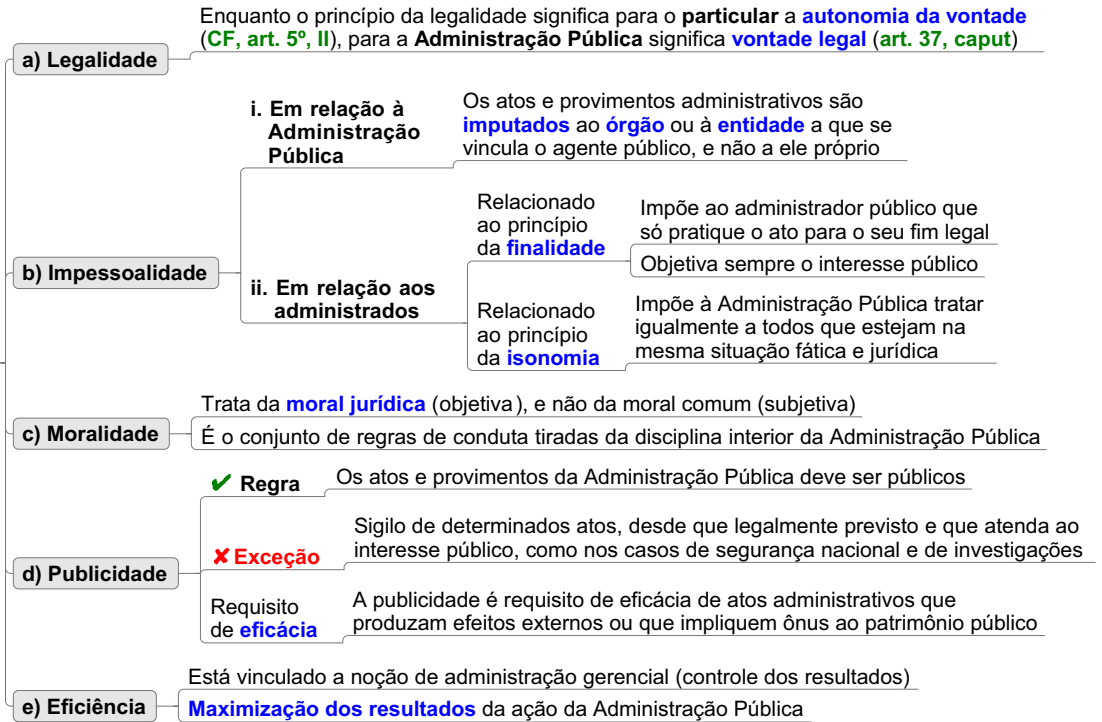 a) Legalidade
Enquanto o princípio da legalidade significa para o particular a autonomia da vontade
(CF, art. 5º, II), para a Administração Pública significa vontade legal (art. 37, caput)
b) Impessoalidade
i. Em relação à
Administração
Pública
Os atos e provimentos administrativos são
imputados ao órgão ou à entidade a que se
vincula o agente público, e não a ele próprio
ii. Em relação aos
administrados
Relacionado
ao princípio
da finalidade
Impõe ao administrador público que
só pratique o ato para o seu fim legal
Objetiva sempre o interesse público
Relacionado
ao princípio
da isonomia
Impõe à Administração Pública tratar
igualmente a todos que estejam na
mesma situação fática e jurídica
c) Moralidade
Trata da moral jurídica (objetiva), e não da moral comum (subjetiva)
É o conjunto de regras de conduta tiradas da disciplina interior da Administração Pública
d) Publicidade
✔ Regra
Os atos e provimentos da Administração Pública deve ser públicos
✘ Exceção
Sigilo de determinados atos, desde que legalmente previsto e que atenda ao
interesse público, como nos casos de segurança nacional e de investigações
Requisito
de eficácia
A publicidade é requisito de eficácia de atos administrativos que
produzam efeitos externos ou que impliquem ônus ao patrimônio público
e) Eficiência
Está vinculado a noção de administração gerencial (controle dos resultados)
Maximização dos resultados da ação da Administração Pública